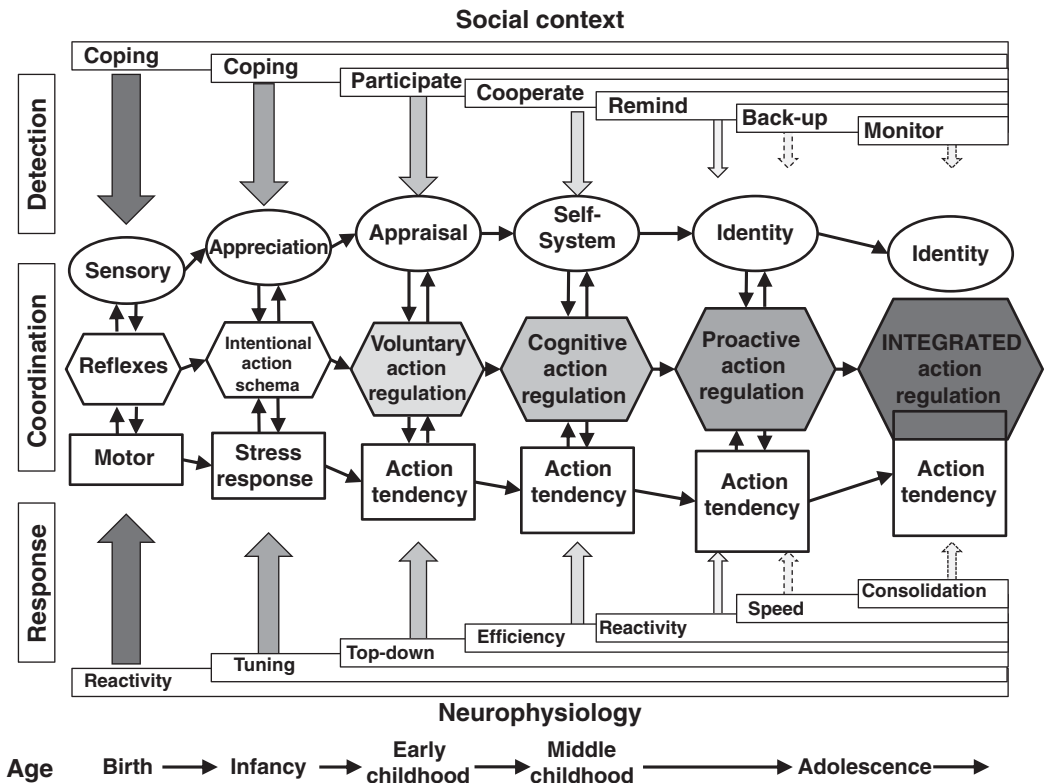 Social context
Coping
Coping
Participate
Cooperate
Remind
Back-up
Monitor
Detection
Coordination
Response
Sensory
Appreciation
Appraisal
Self-
System
Identity
Identity
Reflexes
Intentional
action
schema
Voluntary
action
regulation
Cognitive
action
regulation
Proactive
action
regulation
INTEGRATED
action
regulation
Motor
Stress
response
Action
tendency
Action
tendency
Action
tendency
Action
tendency
Reactivity
Tuning
Top-down
Efficiency
Reactivity
Speed
Consolidation
Neurophysiology
Age
Birth
Infancy
Early
childhood
Middle
childhood
Adolescence